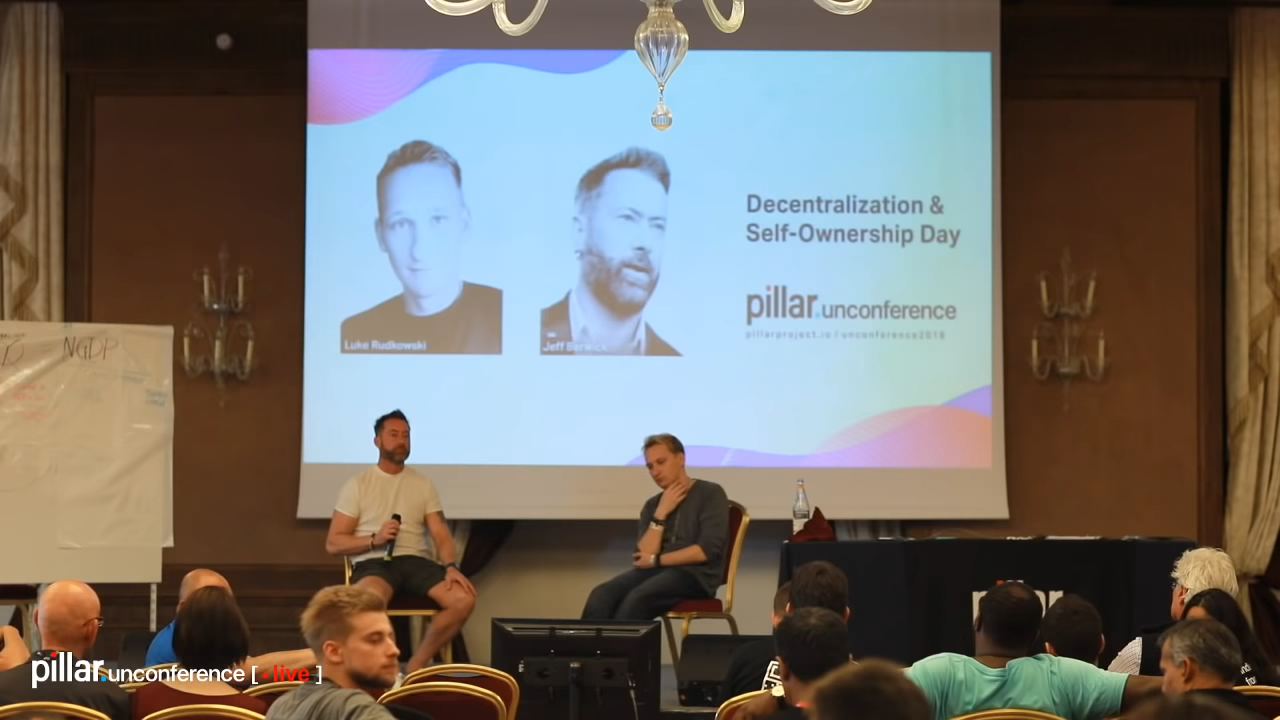 Decentralization &
Self-Ownership Day
pillar.unconference
pillarproject.io / unconference2018
Luke Rudkowski
Jeff Berwick
NGDP
pillar.unconference [ • live ]